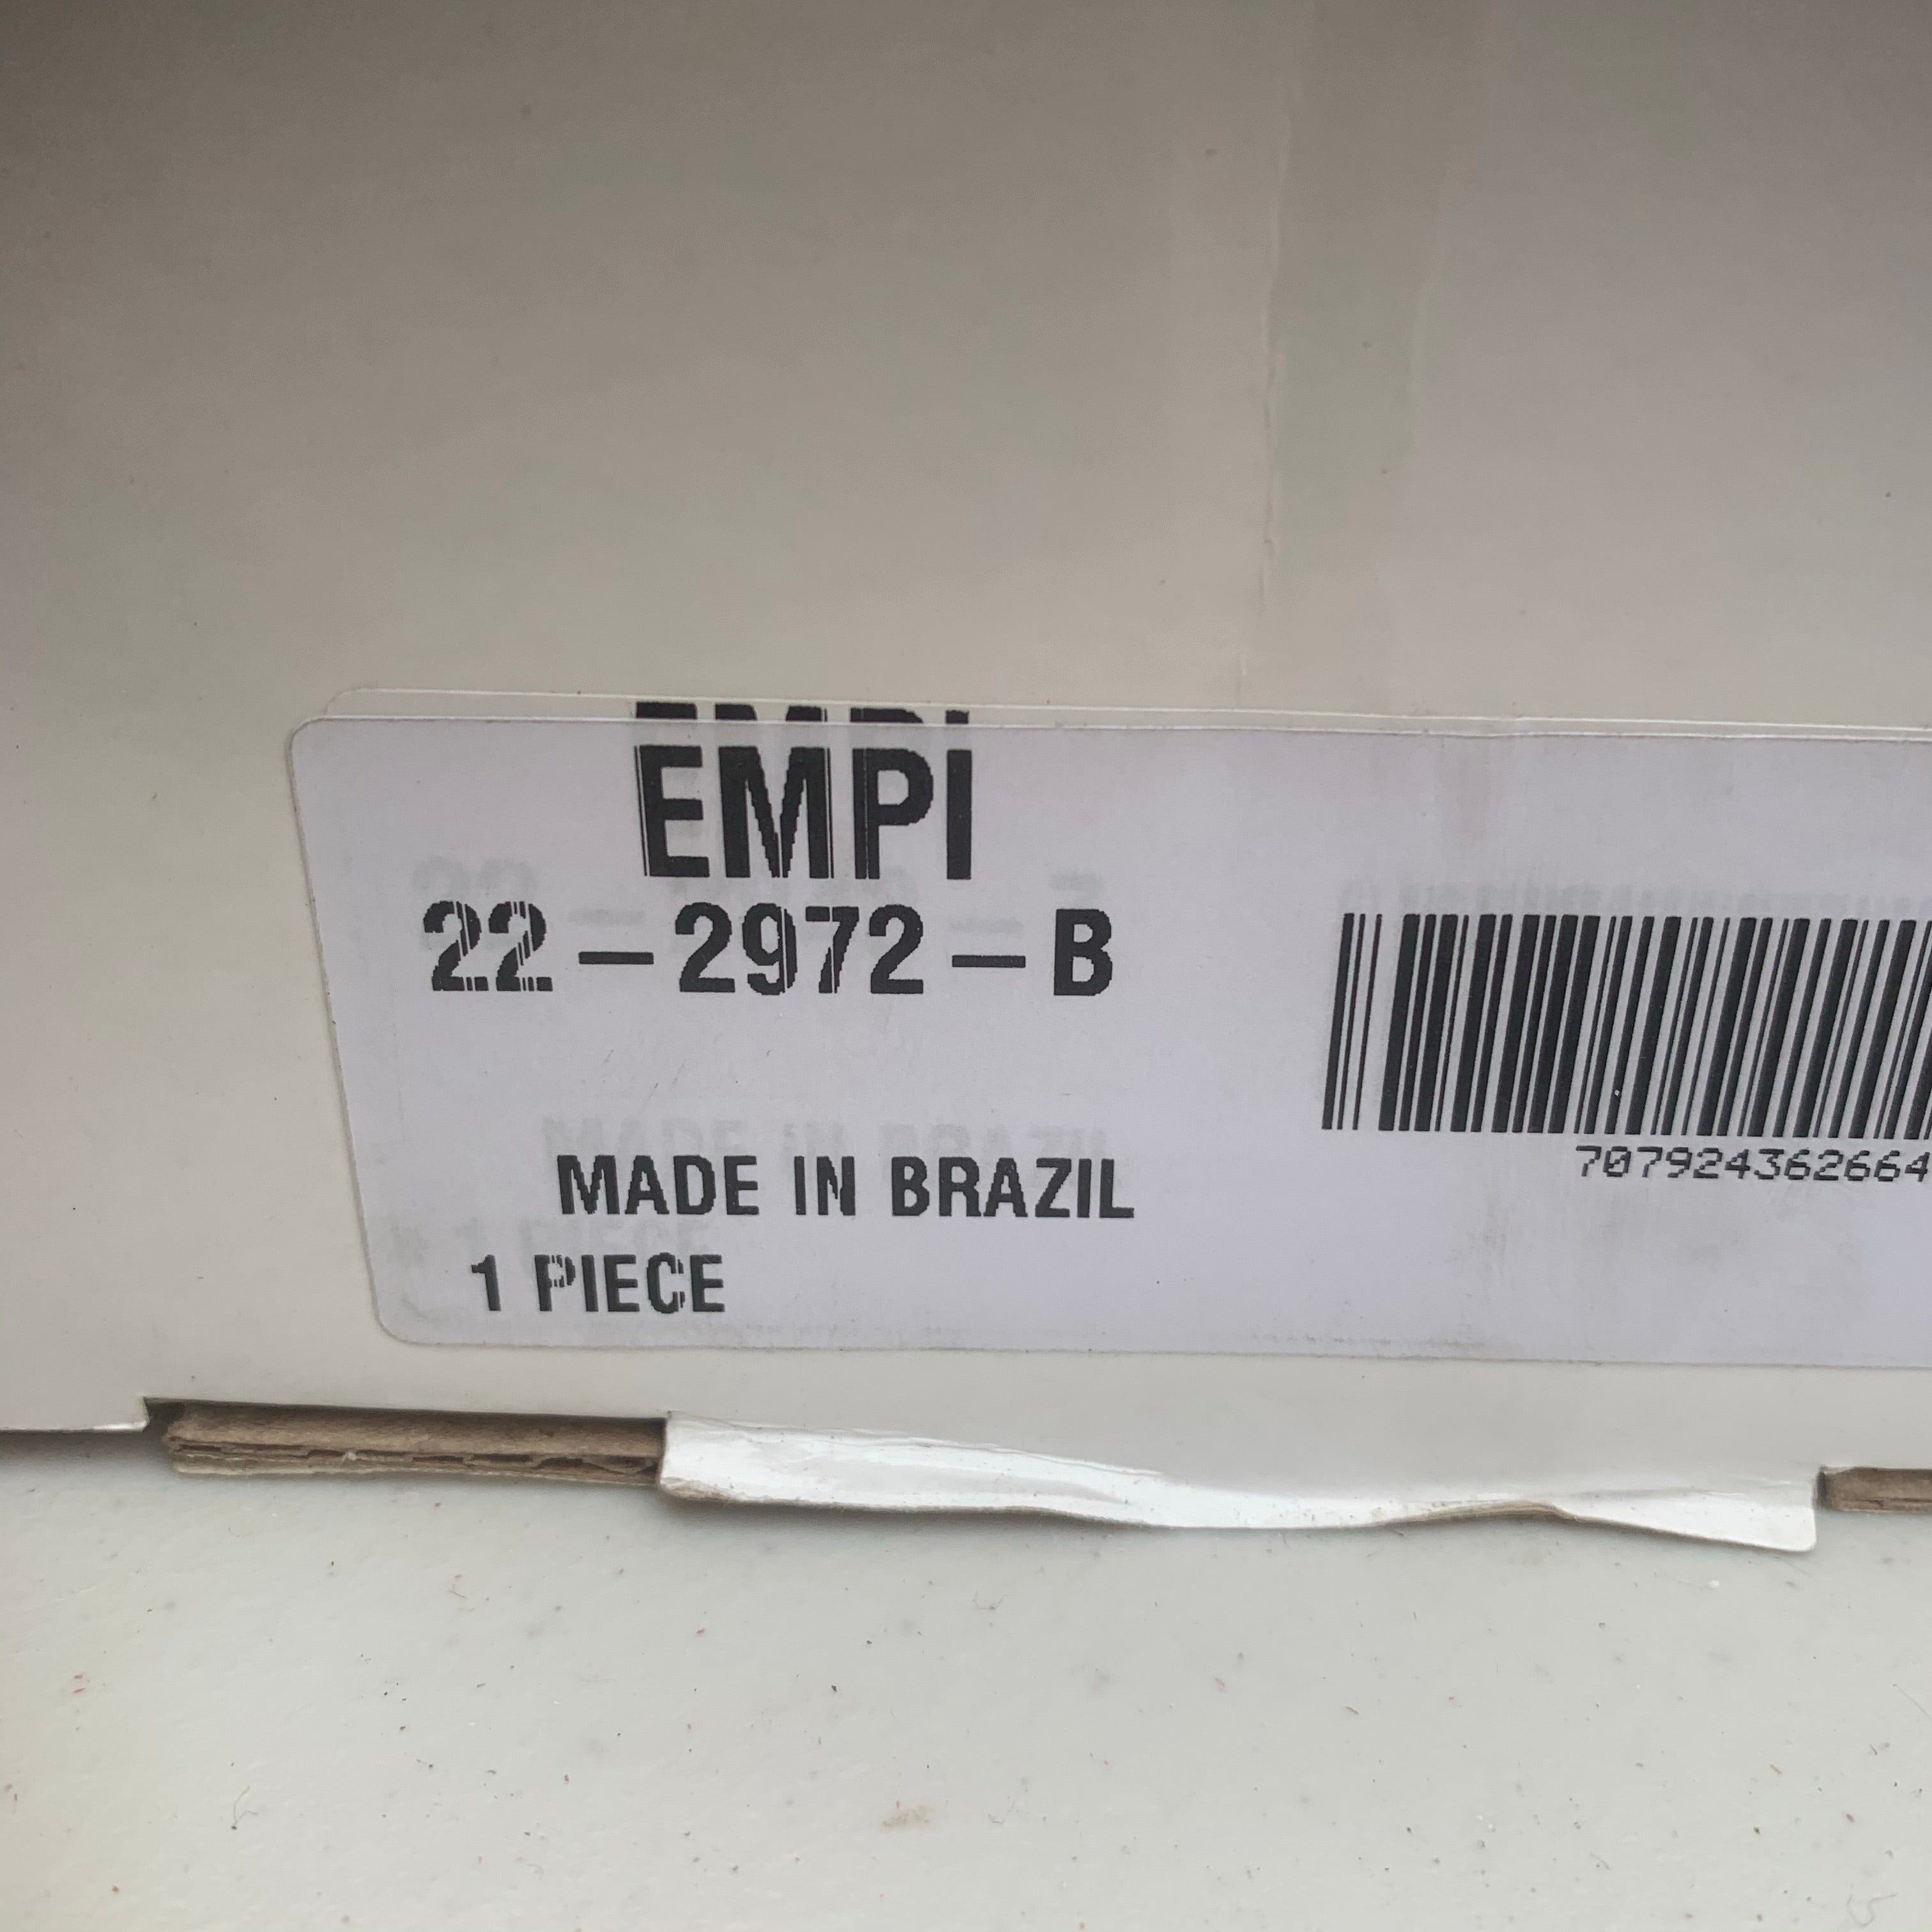 EMPI
22-2972-B
MADE IN BRAZIL
1 PIECE
707924362664